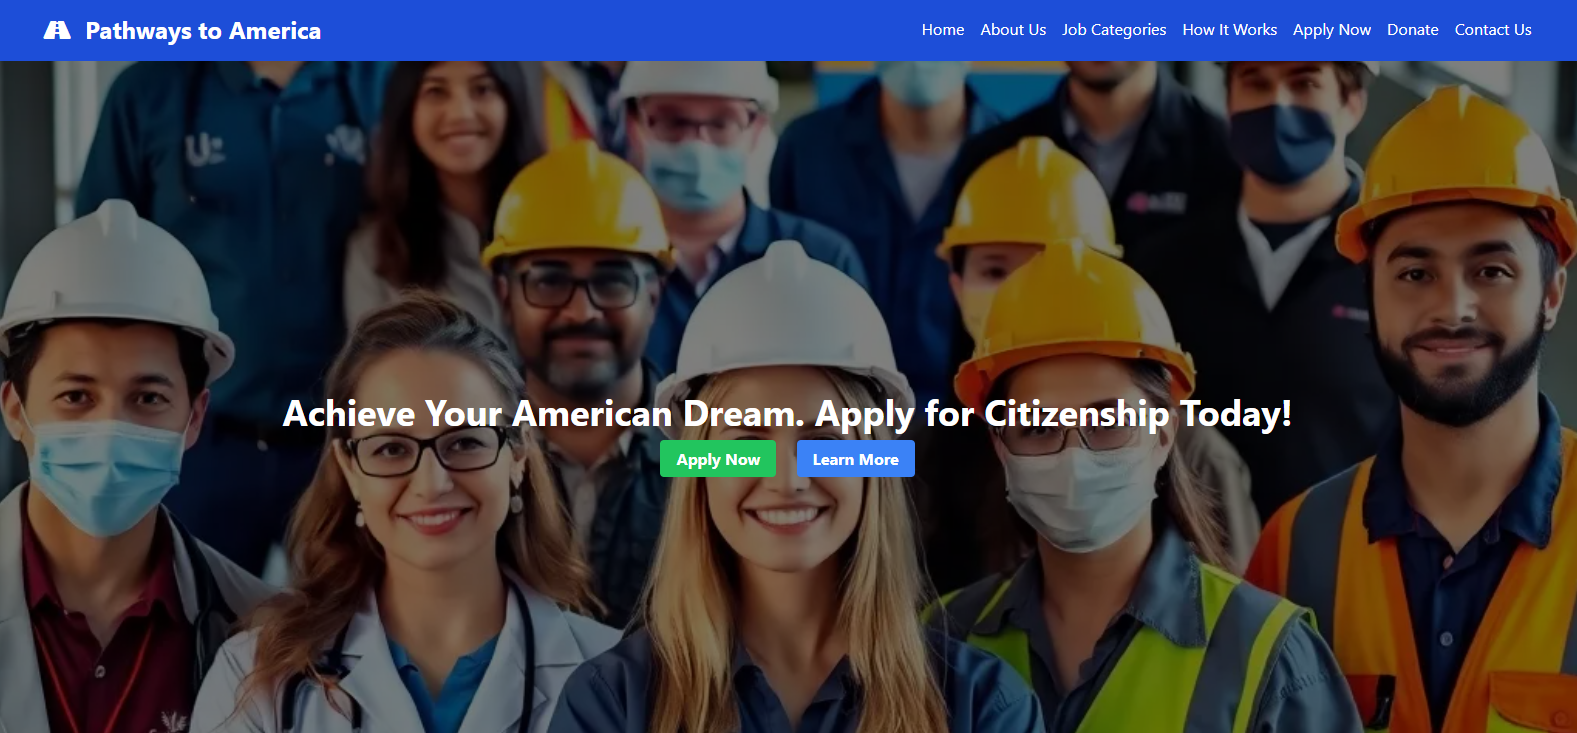 Pathways to America
Home About Us Job Categories How It Works Apply Now Donate Contact Us
Achieve Your American Dream. Apply for Citizenship Today!
Apply Now Learn More